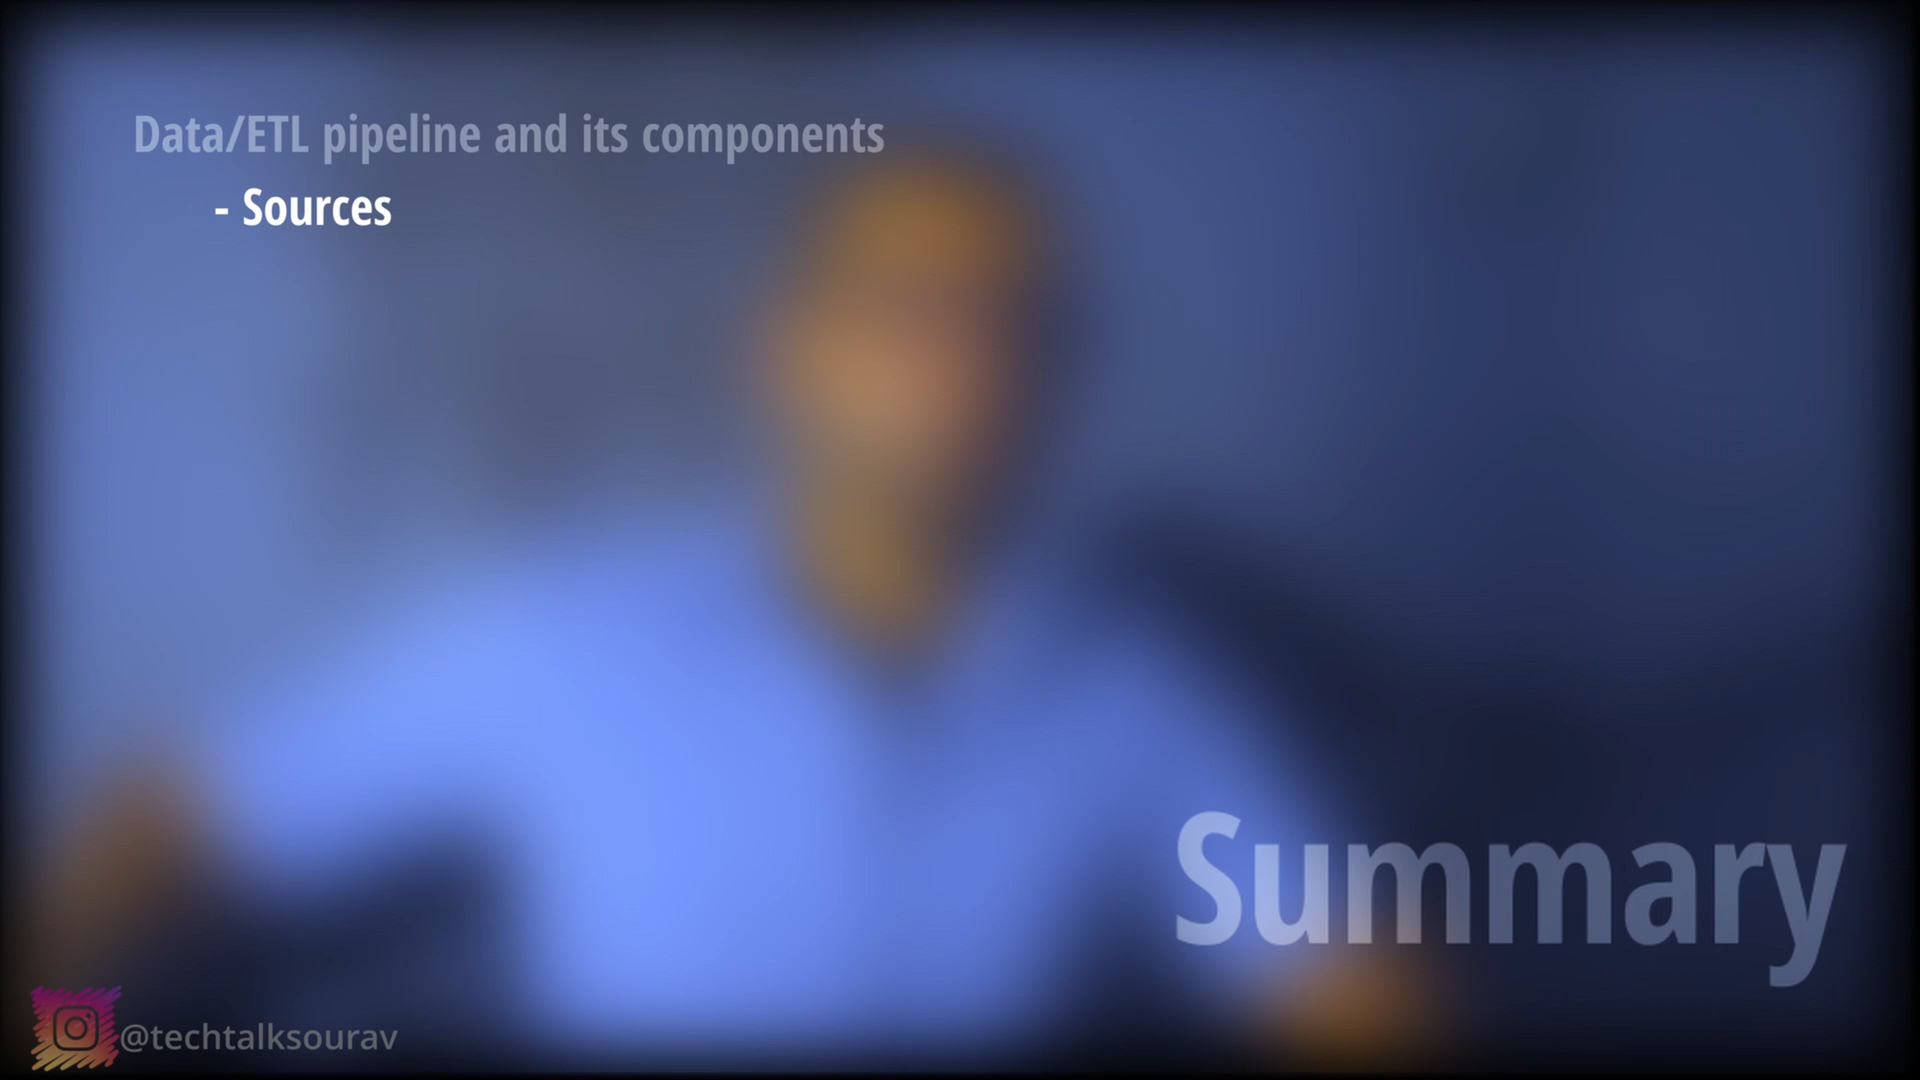 Data/ETL pipeline and its components
- Sources
Summary
@techtalksourav